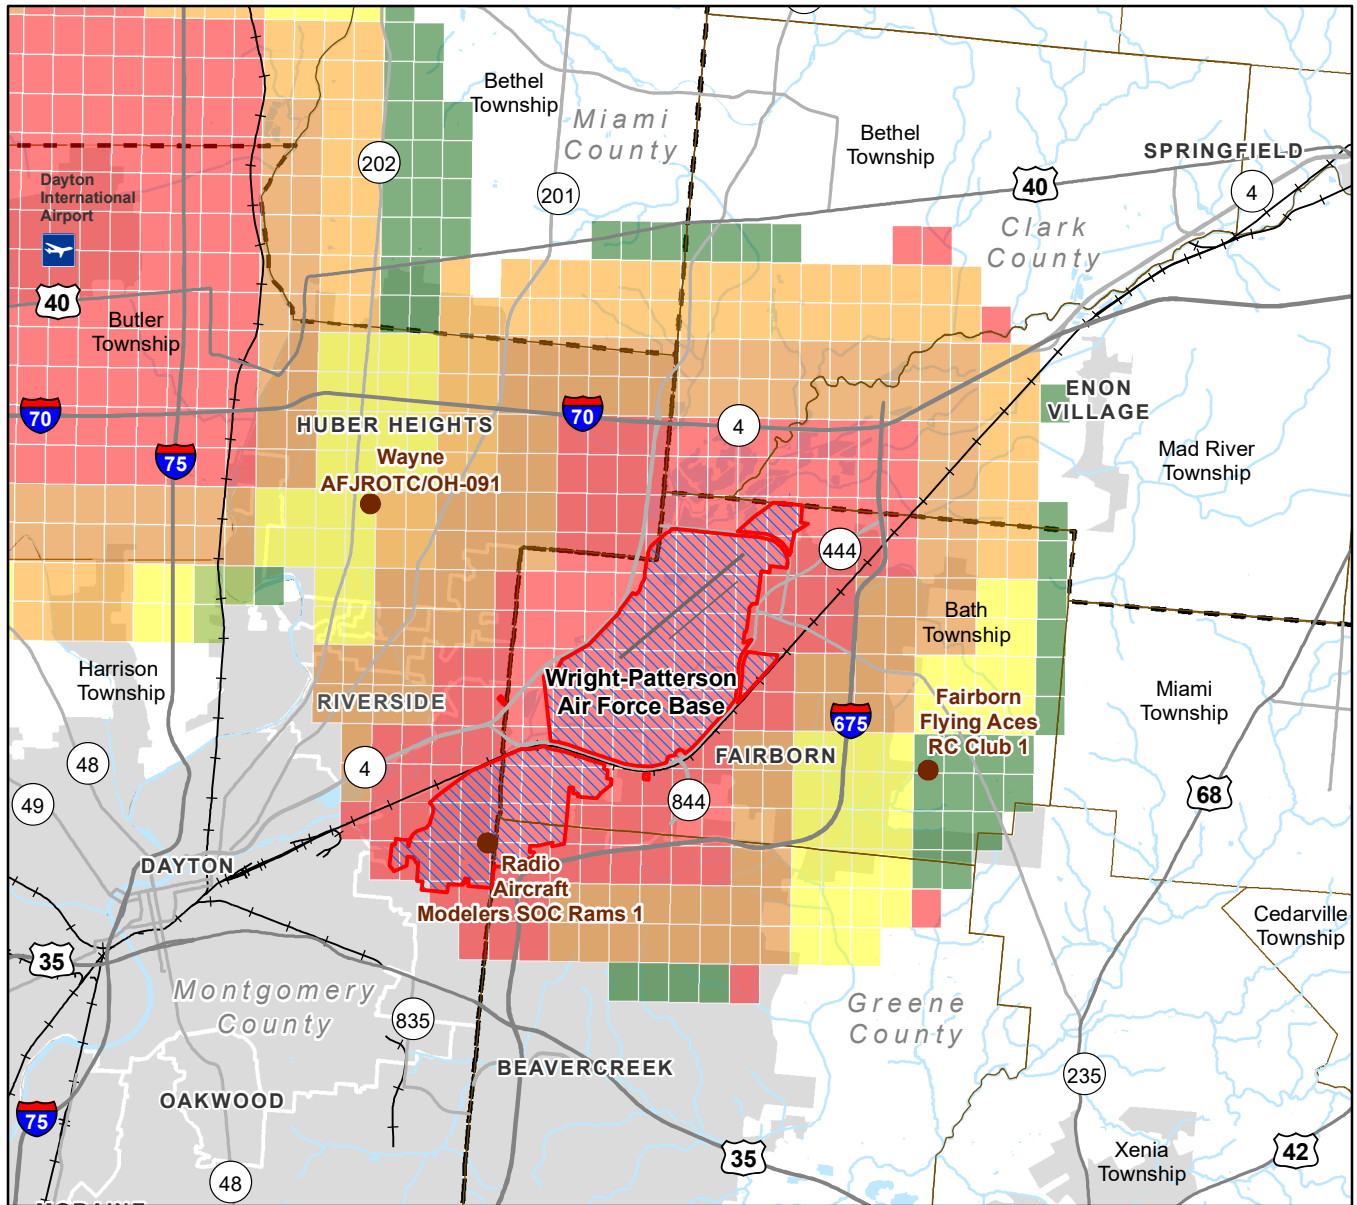 Bethel
Township
Miami
County
Bethel
Township
SPRINGFIELD
202
201
40
4
Dayton
International
Airport
Clark
County
40
Butler
Township
70
70
4
75
HUBER HEIGHTS
Wayne
AFJROTC/OH-091
ENON
VILLAGE
Mad River
Township
444
Bath
Township
Harrison
Township
RIVERSIDE
Wright-Patterson
Air Force Base
Fairborn
Flying Aces
RC Club 1
Miami
Township
675
FAIRBORN
48
4
49
844
68
DAYTON
Radio
Aircraft
Modelers SOC Rams 1
Cedarville
Township
35
Montgomery
County
835
Greene
County
BEAVERCREEK
235
OAKWOOD
75
35
Xenia
Township
42
48
MORAINE